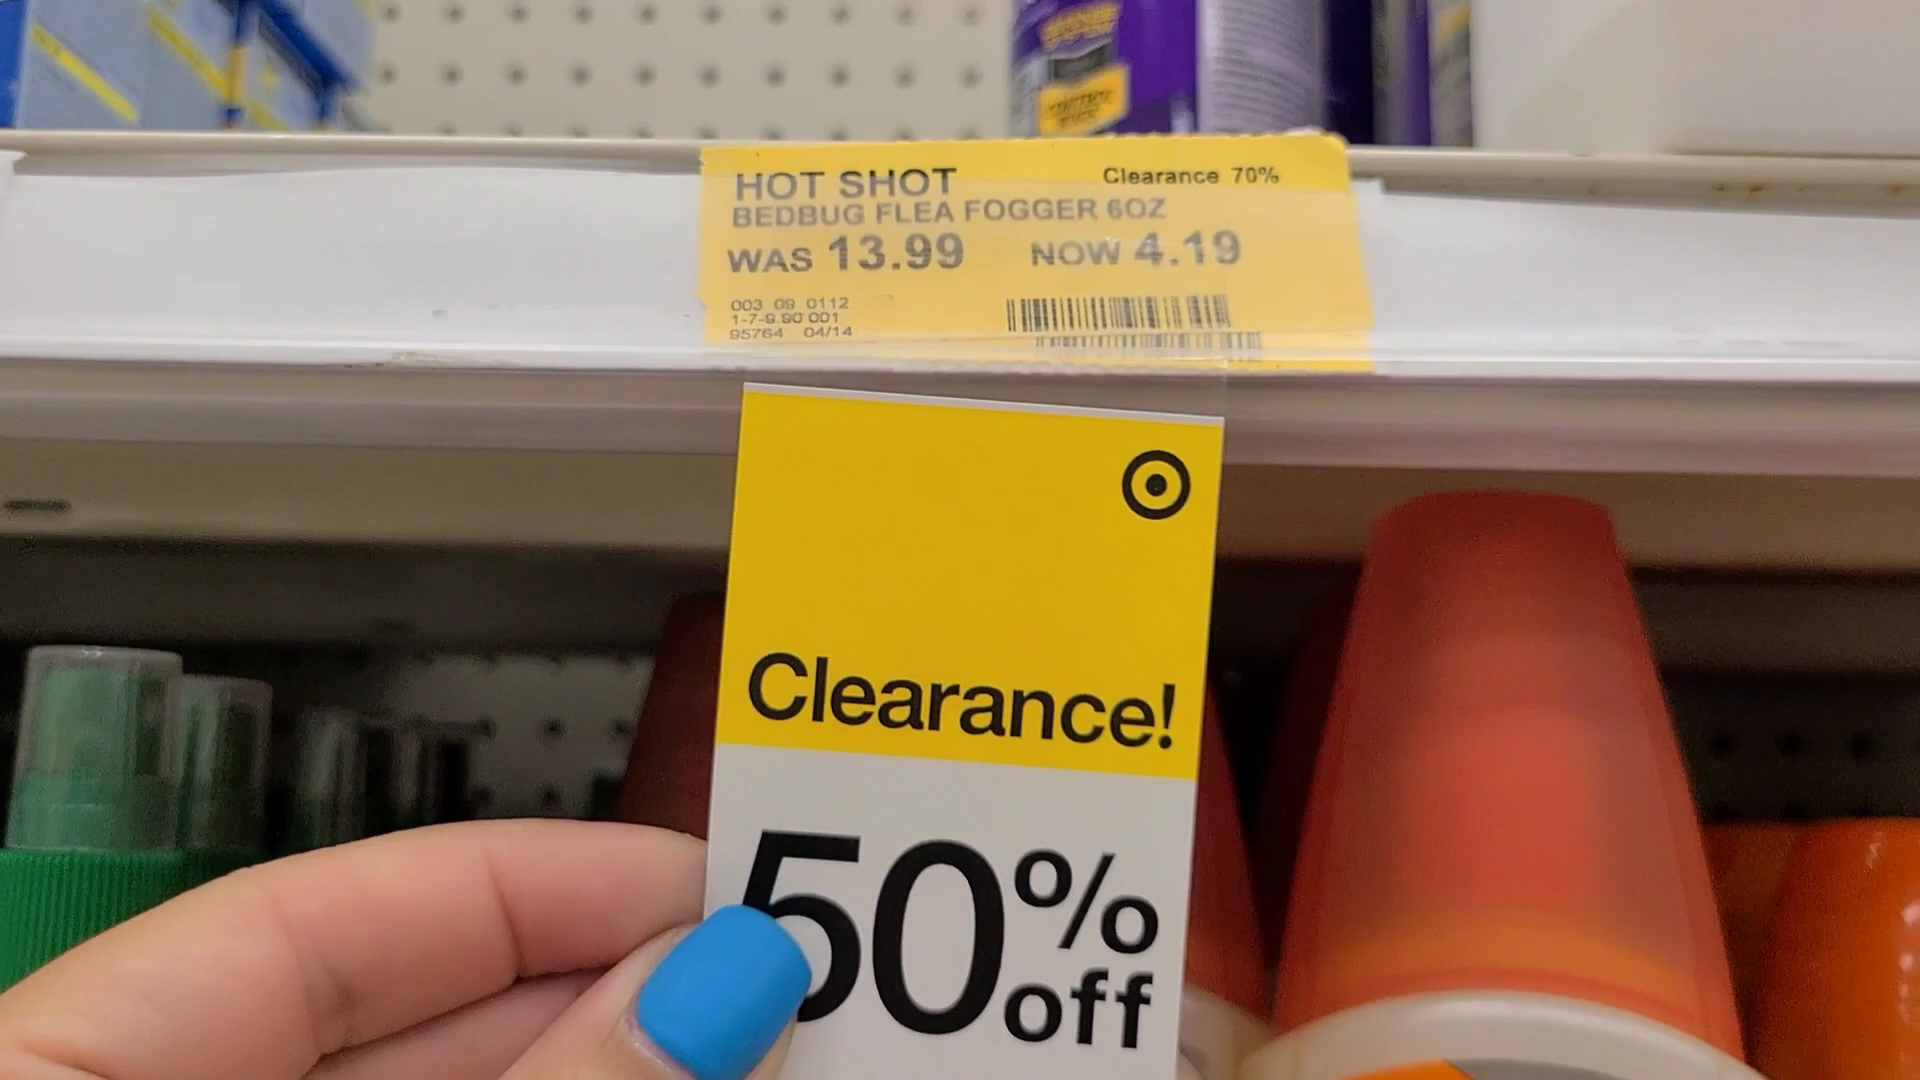 HOT SHOT
Clearance 70%
BEDBUG FLEA FOGGER 6OZ
WAS 13.99 NOW 4.19
003 09 0112
1-7-9.90 001
95764 04/14
Clearance!
50% off